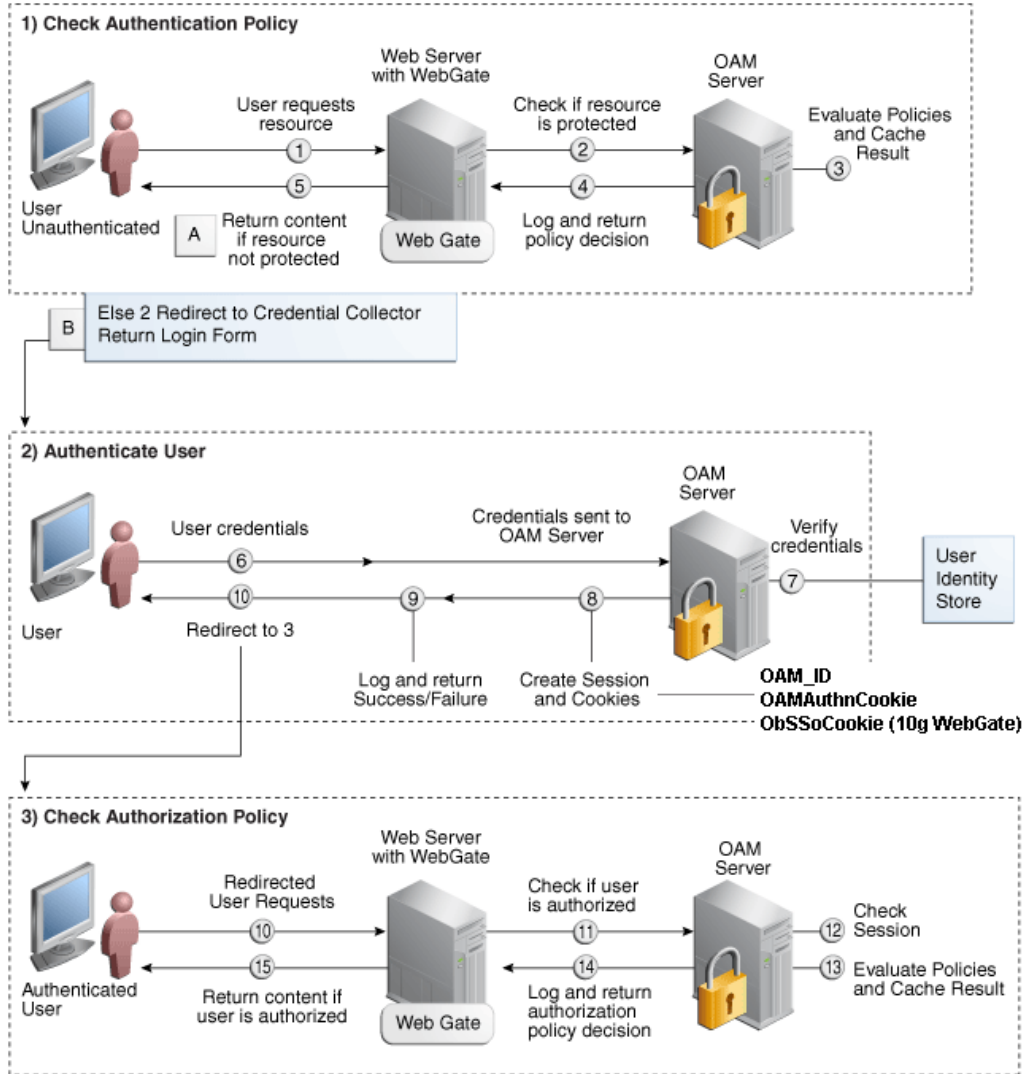 1) Check Authentication Policy
Web Server
with WebGate
OAM
Server
User requests
resource
Check if resource
is protected
Evaluate Policies
and Cache
Result
1
2
3
5
4
User
Unauthenticated
A
Return content
if resource
not protected
Web Gate
Log and return
policy decision
B
Else 2 Redirect to Credential Collector
Return Login Form
2) Authenticate User
OAM
Server
User credentials
Credentials sent to
OAM Server
Verify
credentials
User
Identity
Store
6
7
10
9
8
User
Redirect to 3
Log and return
Success/Failure
Create Session
and Cookies
OAM_ID
OAMAuthnCookie
ObSSoCookie (10g WebGate)
3) Check Authorization Policy
Web Server
with WebGate
OAM
Server
Redirected
User Requests
Check if user
is authorized
10
11
12
Check
Session
15
14
13
Evaluate Policies
and Cache Result
Authenticated
User
Return content if
user is authorized
Web Gate
Log and return
authorization
policy decision